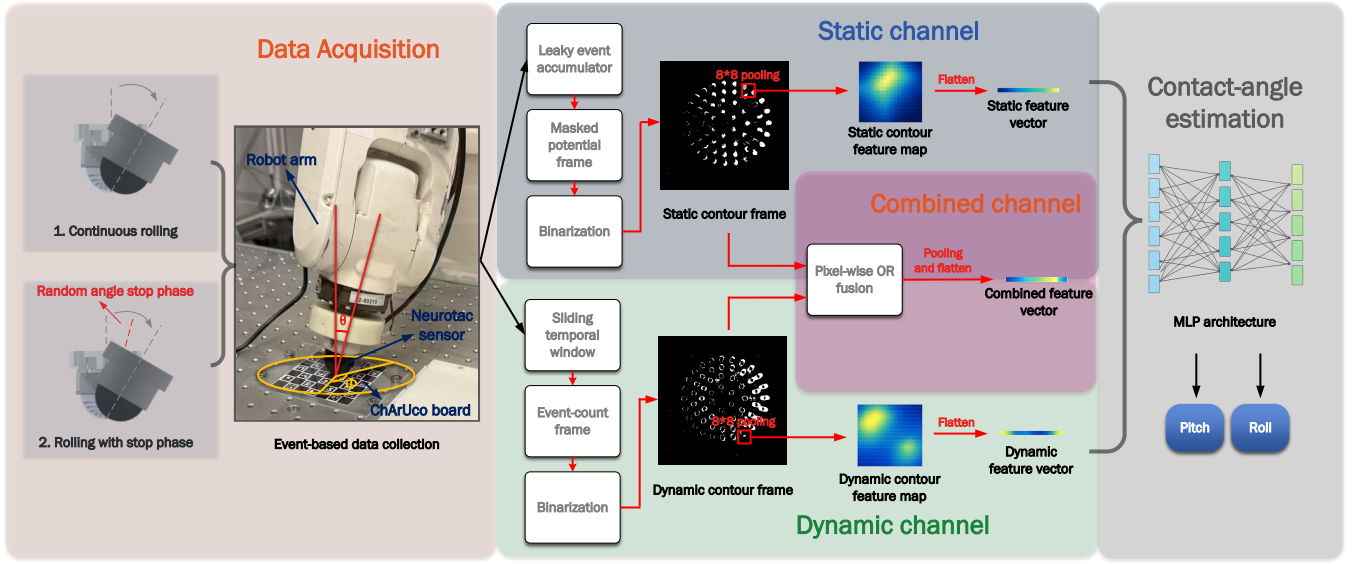 Data Acquisition
1. Continuous rolling
Random angle stop phase
2. Rolling with stop phase
Robot arm
2-80215
θ
Neurotac
sensor
Φ
ChArUco board
Event-based data collection
Static channel
Leaky event
accumulator
Masked
potential
frame
Binarization
8*8 pooling
Static contour frame
Static contour
feature map
Flatten
Static feature
vector
Combined channel
Pixel-wise OR
fusion
Pooling
and flatten
Combined feature
vector
Sliding
temporal
window
Event-count
frame
Binarization
8*8 pooling
Dynamic contour frame
Dynamic contour
feature map
Flatten
Dynamic
feature vector
Dynamic channel
Contact-angle
estimation
MLP architecture
Pitch
Roll